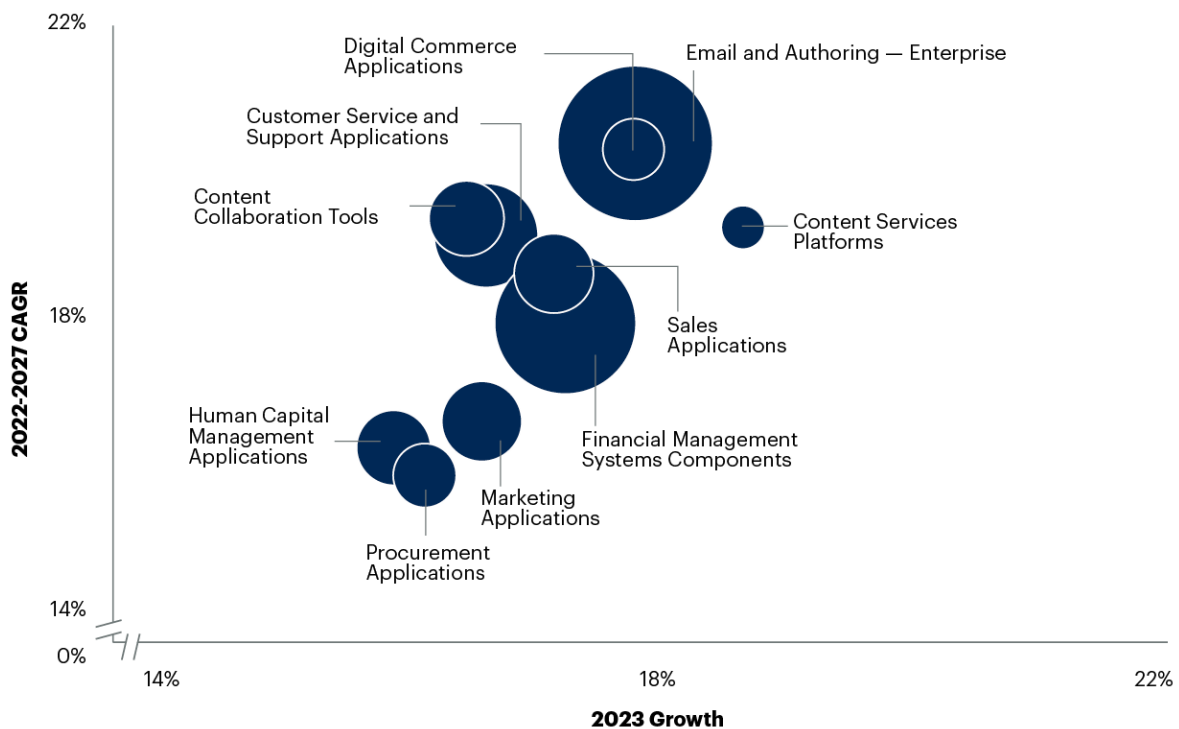 22%
Digital Commerce
Applications
Email and Authoring — Enterprise
Customer Service and
Support Applications
Content
Collaboration Tools
Content Services
Platforms
18%
Sales
Applications
2022-2027 CAGR
Human Capital
Management
Applications
Financial Management
Systems Components
Marketing
Applications
Procurement
Applications
14%
0%
14%
18%
22%
2023 Growth